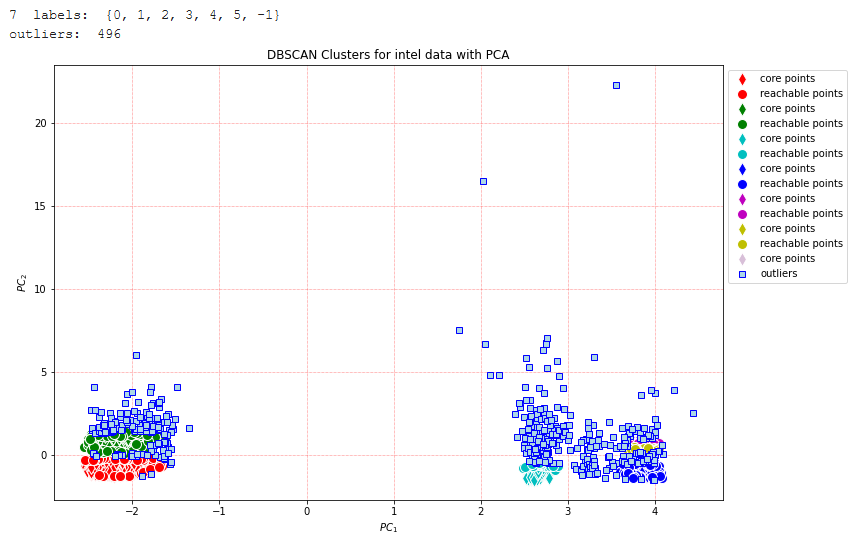 7  labels:  {0, 1, 2, 3, 4, 5, -1}
outliers:  496
DBSCAN Clusters for intel data with PCA
core points
reachable points
core points
reachable points
core points
reachable points
core points
reachable points
core points
reachable points
core points
reachable points
core points
outliers
20
15
10
5
0
PC2
−2
−1
0
1
2
3
4
PC1